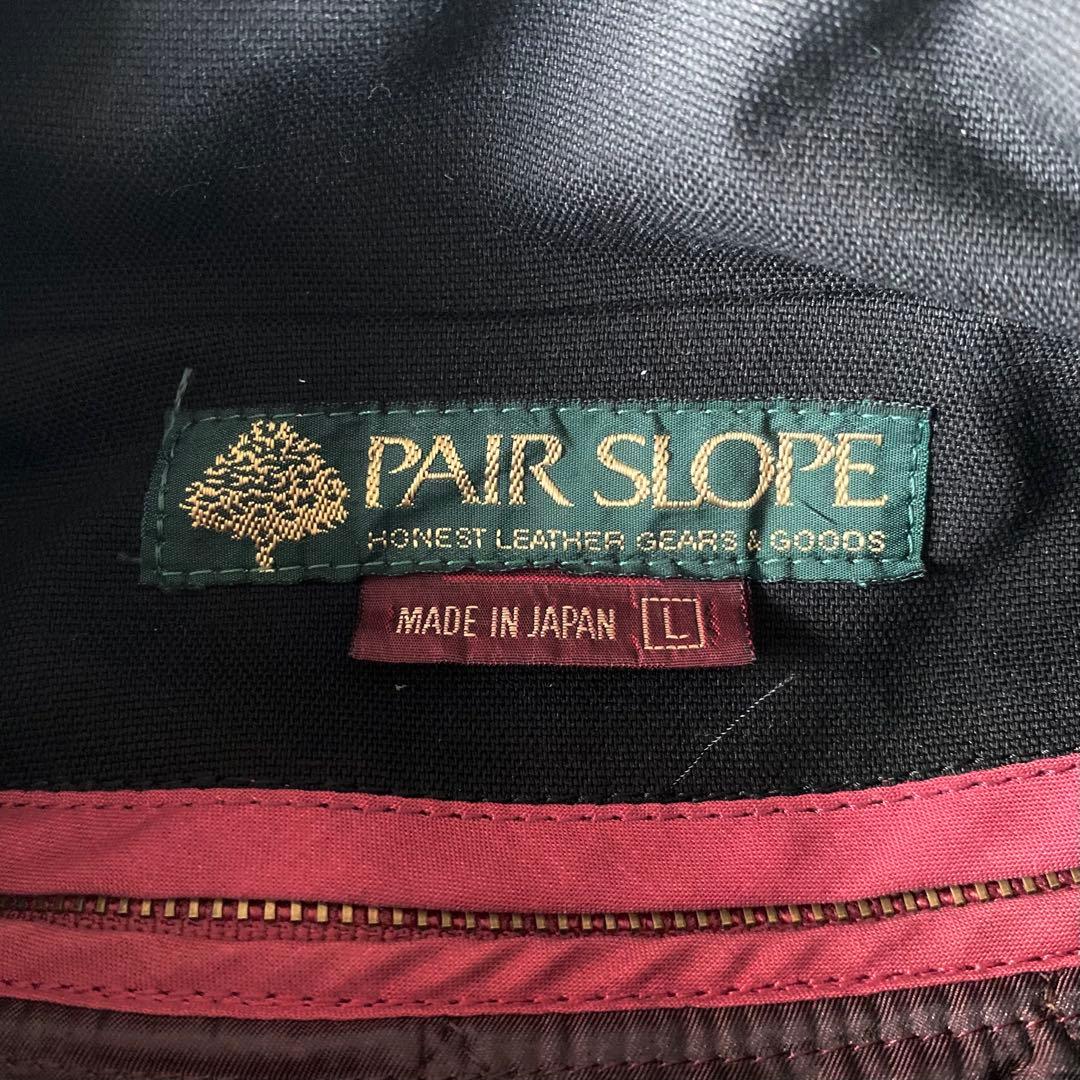 PAIR SLOPE
HONEST LEATHER GEARS & GOODS
MADE IN JAPAN L